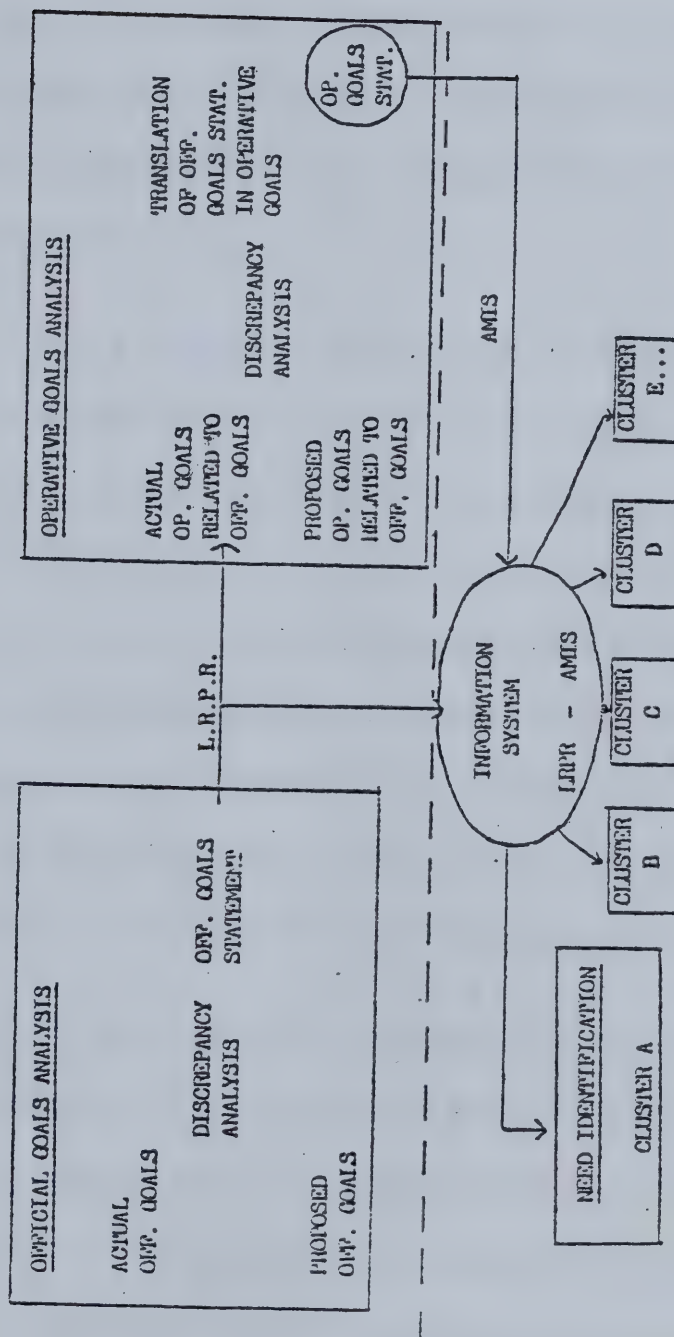 OFFICIAL GOALS ANALYSIS
ACTUAL
OFF. GOALS
DISCREPANCY
ANALYSIS
OFF. GOALS
STATEMENT
PROPOSED
OFF. GOALS
L.R.P.R.
OPERATIVE GOALS ANALYSIS
ACTUAL
OP. GOALS
RELATED TO
OFF. GOALS
DISCREPANCY
ANALYSIS
TRANSLATION
OF OFF.
GOALS STAT.
IN OPERATIVE
GOALS
PROPOSED
OP. GOALS
RELATED TO
OFF. GOALS
OP.
GOALS
STAT.
AMIS
INFORMATION
SYSTEM
LRPR - AMIS
NEED IDENTIFICATION
CLUSTER A
CLUSTER
B
CLUSTER
C
CLUSTER
D
CLUSTER
E...